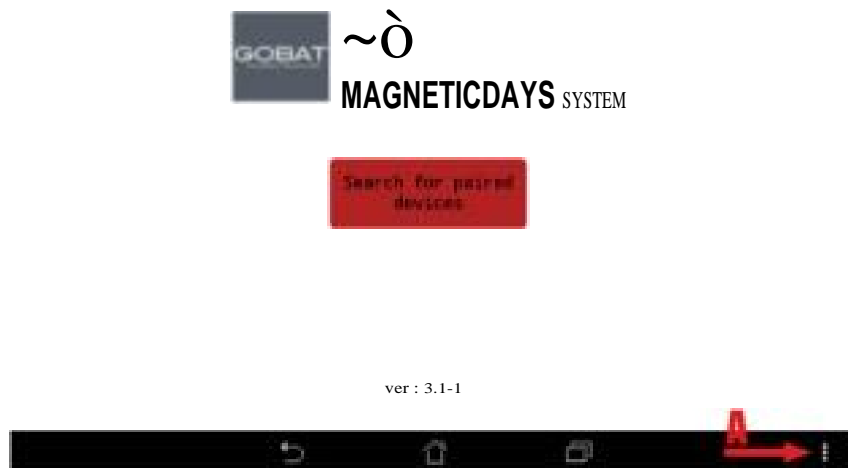 GOBAT
~ò
MAGNETICDAYS SYSTEM
Search for paired
devices
ver : 3.1-1
A